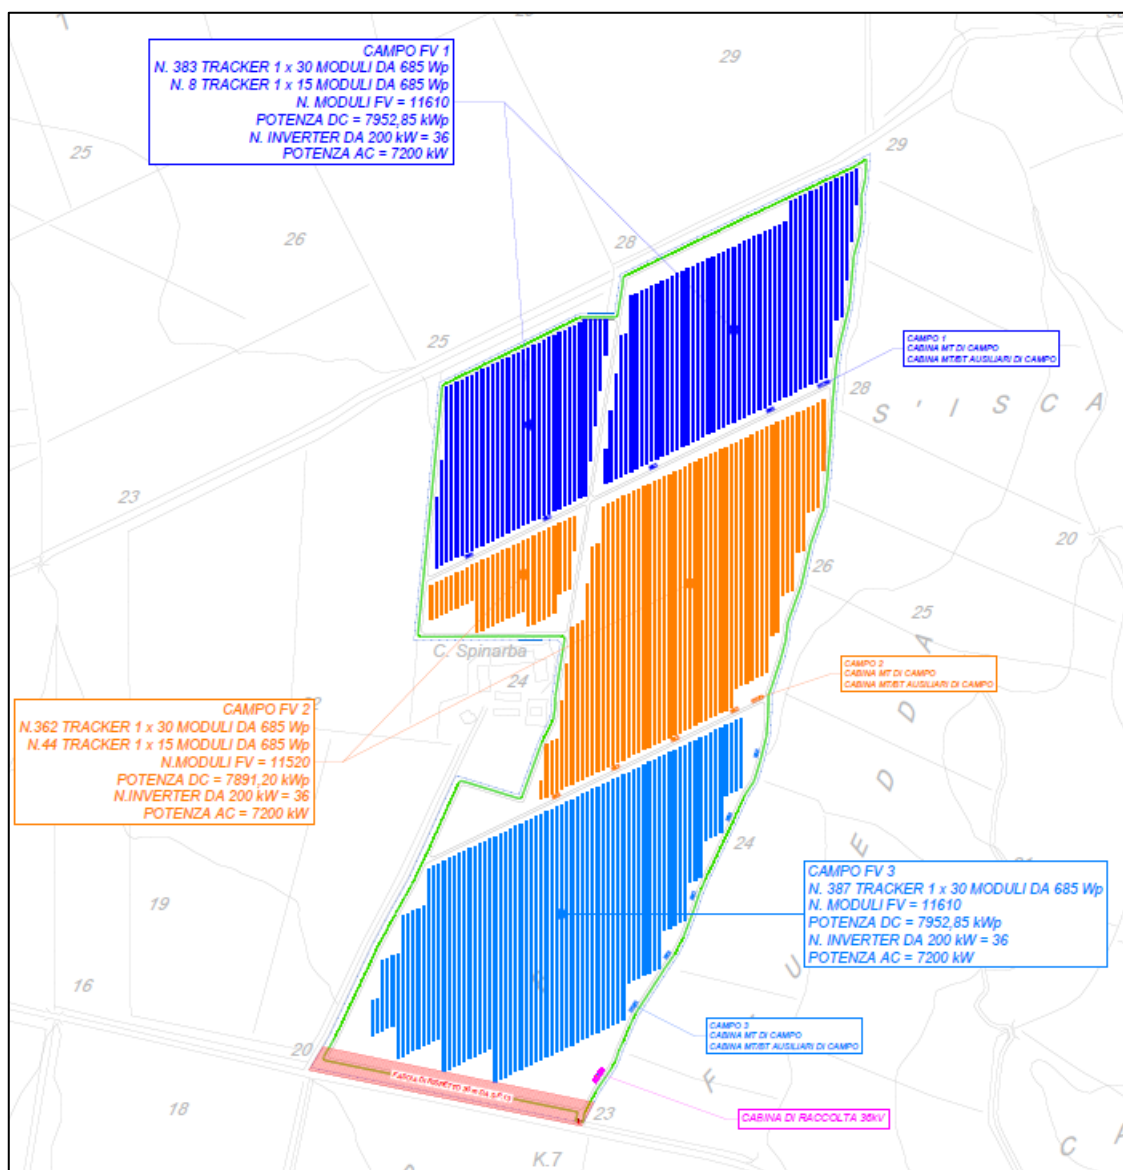 CAMPO FV 1
N. 383 TRACKER 1 x 30 MODULI DA 685 Wp
N. 8 TRACKER 1 x 15 MODULI DA 685 Wp
N. MODULI FV = 11610
POTENZA DC = 7952,85 kWp
N. INVERTER DA 200 kW = 36
POTENZA AC = 7200 kW
29
25
29
26
28
25
CAMPO 1
CABINA MT DI CAMPO
CABINA MT/BT AUSILIARI DI CAMPO
28
S'ISCA
23
20
26
25
C. Spinarba
24
CAMPO 2
CABINA MT DI CAMPO
CABINA MT/BT AUSILIARI DI CAMPO
CAMPO FV 2
N.362 TRACKER 1 x 30 MODULI DA 685 Wp
N.44 TRACKER 1 x 15 MODULI DA 685 Wp
N.MODULI FV = 11520
POTENZA DC = 7891,20 kWp
N.INVERTER DA 200 kW = 36
POTENZA AC = 7200 kW
24
CAMPO FV 3
N. 387 TRACKER 1 x 30 MODULI DA 685 Wp
N. MODULI FV = 11610
POTENZA DC = 7952,85 kWp
N. INVERTER DA 200 kW = 36
POTENZA AC = 7200 kW
19
16
CAMPO 3
CABINA MT DI CAMPO
CABINA MT/BT AUSILIARI DI CAMPO
20
18
23
CABINA DI RACCOLTA 36kV
K.7